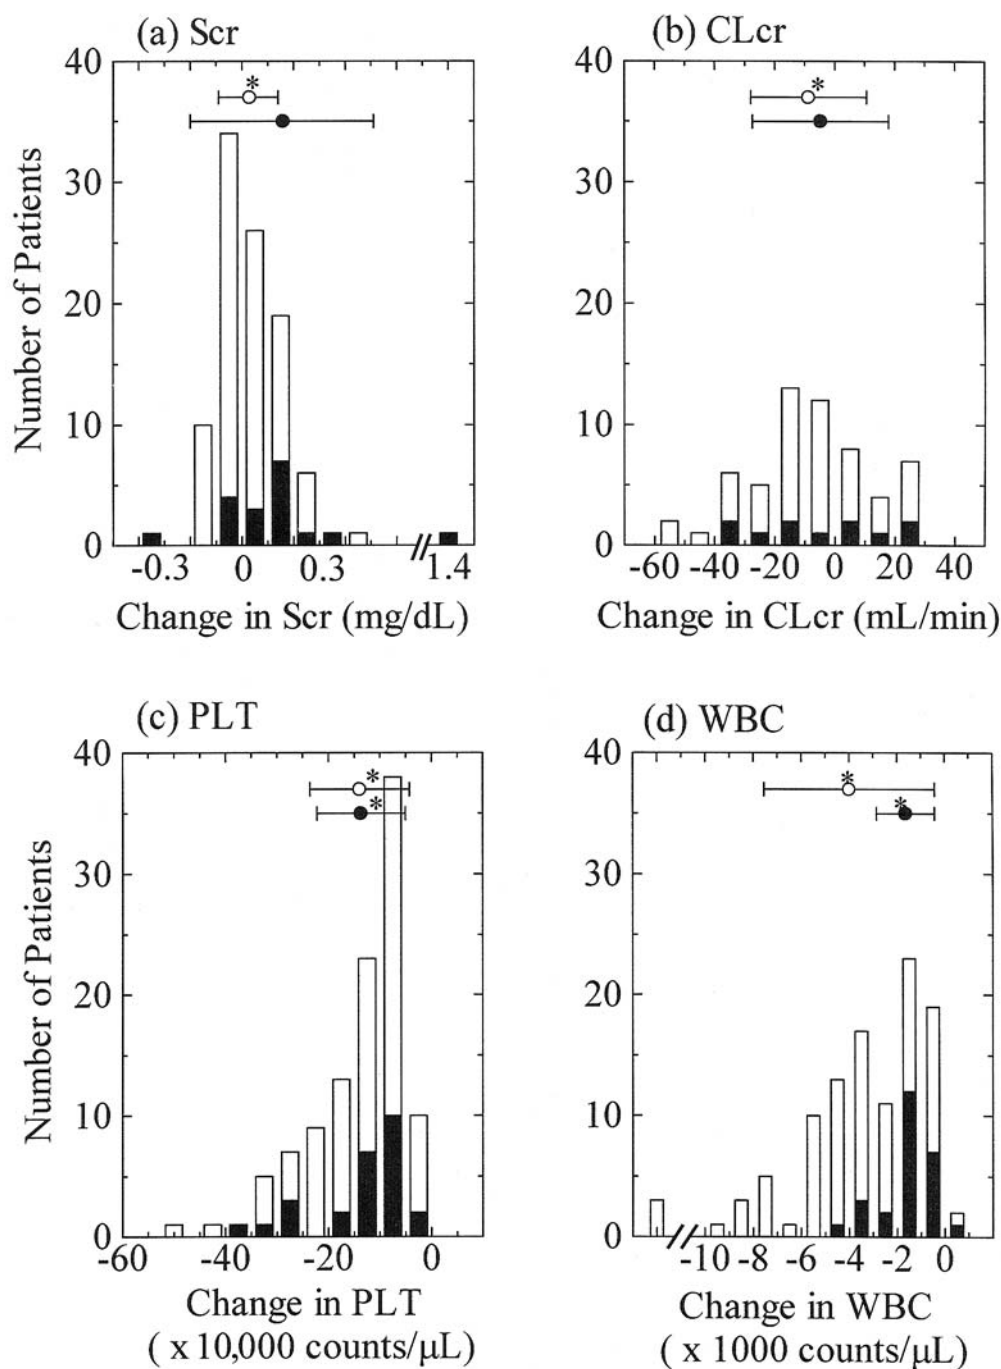 (a) Scr
40
30
20
10
0
Number of Patients
*
-0.3 0 0.3 1.4
Change in Scr (mg/dL)
(b) CLcr
40
30
20
10
0
*
-60 -40 -20 0 20 40
Change in CLcr (mL/min)
(c) PLT
40
30
20
10
0
Number of Patients
*
*
-60 -40 -20 0
Change in PLT
( x 10,000 counts/μL)
(d) WBC
40
30
20
10
0
*
*
-10 -8 -6 -4 -2 0
Change in WBC
( x 1000 counts/μL)